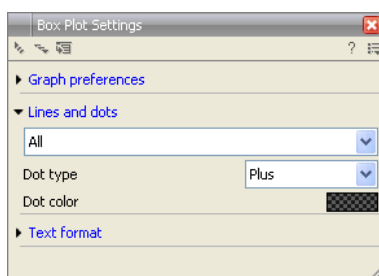 Box Plot Settings
?
Graph preferences
Lines and dots
All
Dot type Plus
Dot color
Text format